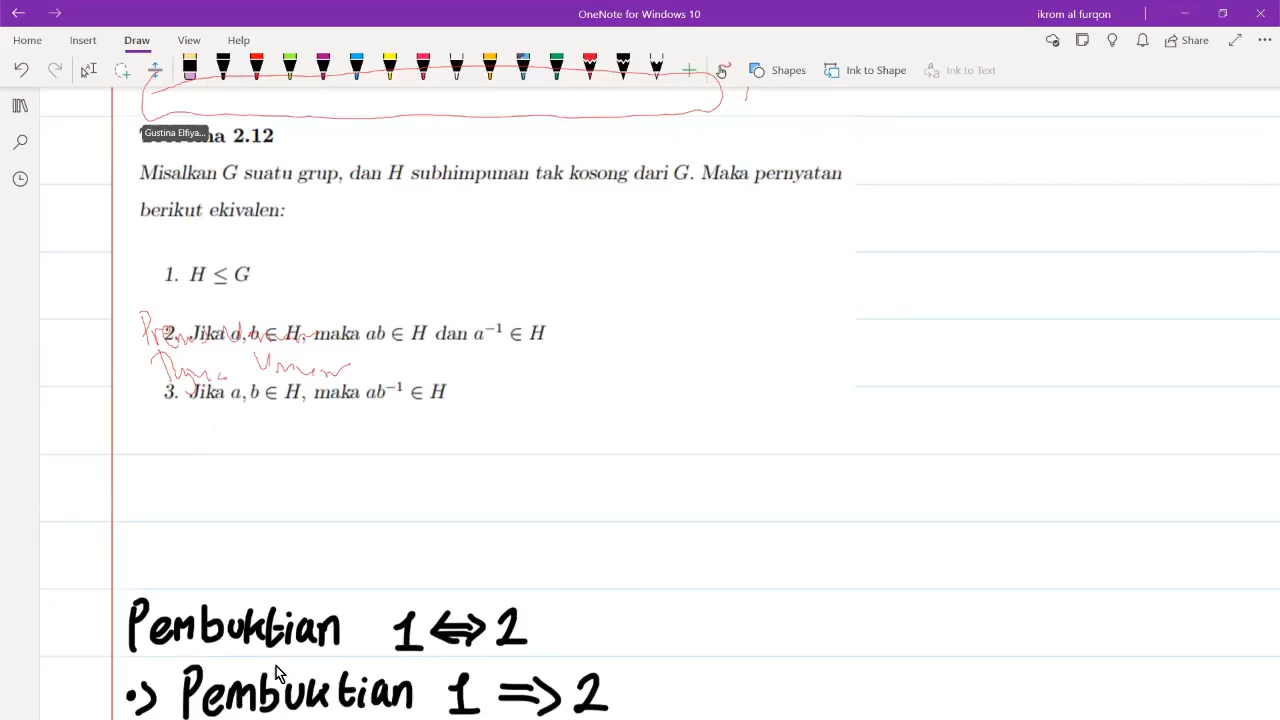 OneNote for Windows 10
ikrom al furqon
Home Insert Draw View Help
Share
Shapes
Ink to Shape
Ink to Text
Gustina Elfiya...
2.12
Misalkan G suatu grup, dan H subhimpunan tak kosong dari G. Maka pernyatan
berikut ekivalen:
1. H ≤ G
2. Jika a, b ∈ H, maka ab ∈ H dan a⁻¹ ∈ H
3. Jika a, b ∈ H, maka ab⁻¹ ∈ H
Pembuktian 1 ⇔ 2
•> Pembuktian 1 => 2